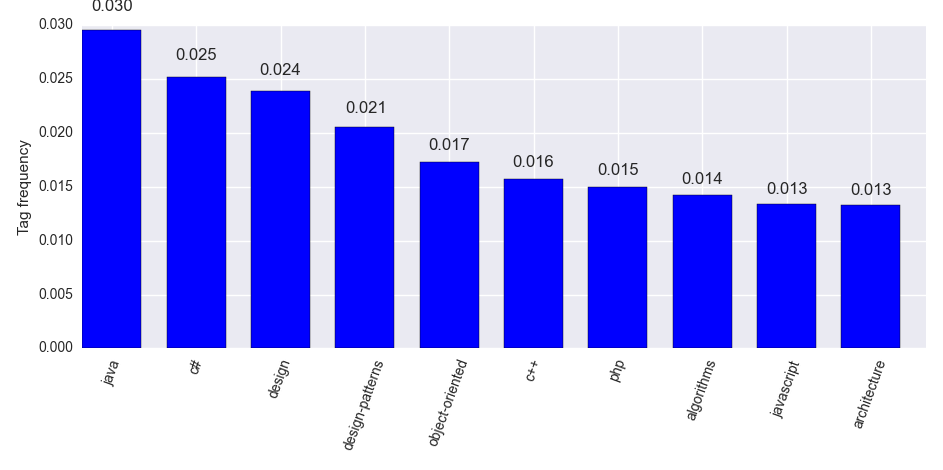 0.030
0.030
0.025
0.025
0.024
0.021
0.020
0.017
0.016
0.015
0.014
0.013
0.013
0.015
0.010
0.005
0.000
Tag frequency
java
c#
design
design-patterns
object-oriented
c++
php
algorithms
javascript
architecture